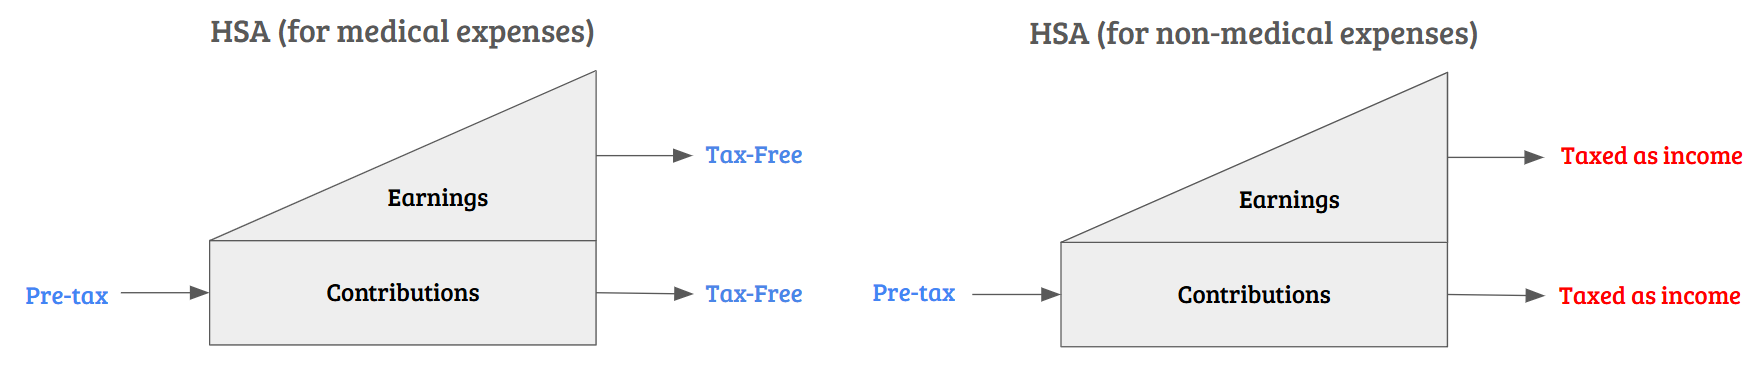 HSA (for medical expenses)
Tax-Free
Earnings
Pre-tax
Contributions
Tax-Free
HSA (for non-medical expenses)
Taxed as income
Earnings
Pre-tax
Contributions
Taxed as income